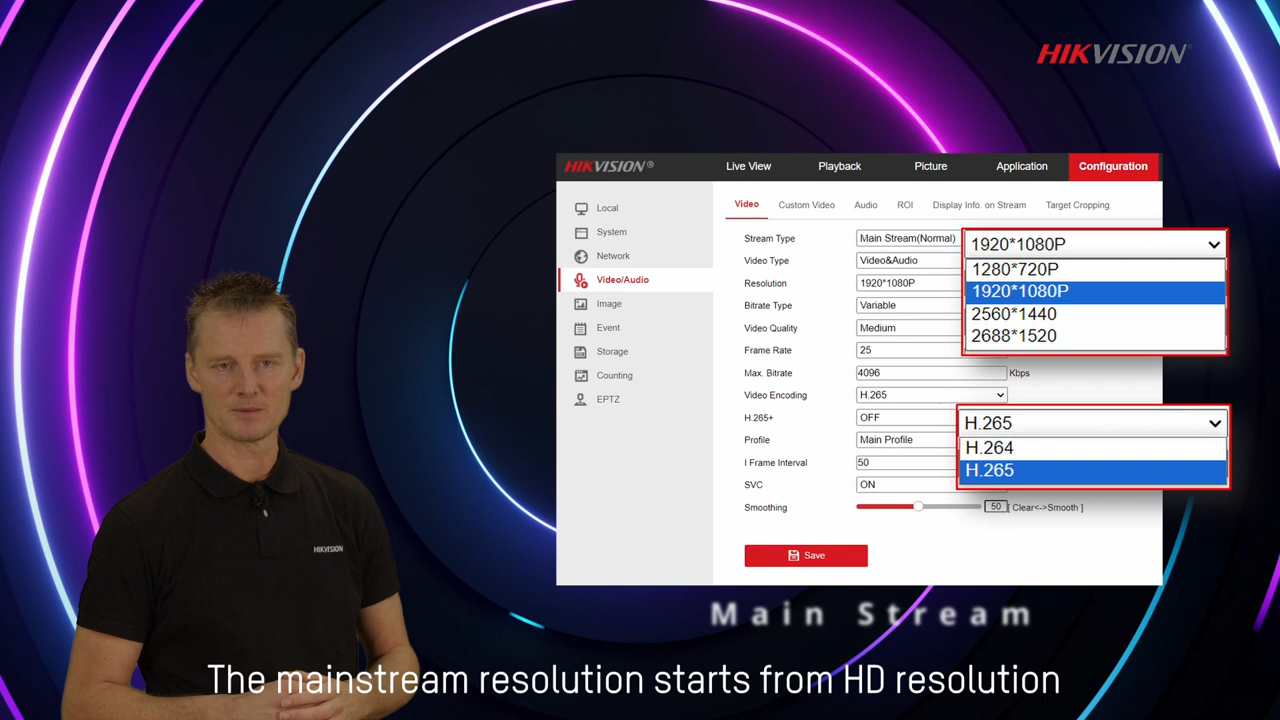 HIKVISION®
HIKVISION®
Live View
Playback
Picture
Application
Configuration
Local
System
Network
Video/Audio
Image
Event
Storage
Counting
EPTZ
Video
Custom Video
Audio
ROI
Display Info. on Stream
Target Cropping
Stream Type
Main Stream(Normal)
Video Type
Video&Audio
Resolution
1920*1080P
Bitrate Type
Variable
Video Quality
Medium
Frame Rate
25
Max. Bitrate
4096
Kbps
Video Encoding
H.265
H.265+
OFF
Profile
Main Profile
I Frame Interval
50
SVC
ON
Smoothing
50
[ Clear<->Smooth ]
Save
1920*1080P
1280*720P
1920*1080P
2560*1440
2688*1520
H.265
H.264
H.265
HIKVISION
Main Stream
The mainstream resolution starts from HD resolution